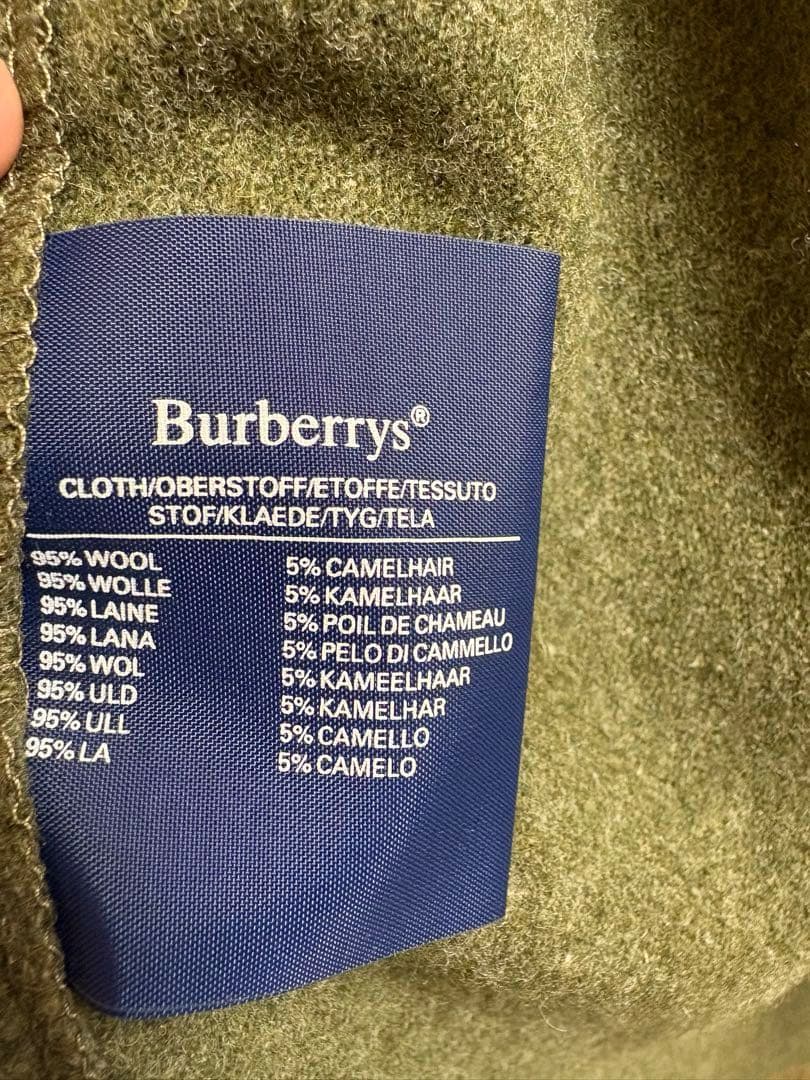 Burberrys®
CLOTH/OBERSTOFF/ETOFFE/TESSUTO
STOF/KLAEDE/TYG/TELA
95% WOOL 5% CAMELHAIR
95% WOLLE 5% KAMELHAAR
95% LAINE 5% POIL DE CHAMEAU
95% LANA 5% PELO DI CAMMELLO
95% WOL 5% KAMEELHAAR
95% ULD 5% KAMELHAR
95% ULL 5% CAMELLO
95% LA 5% CAMELO